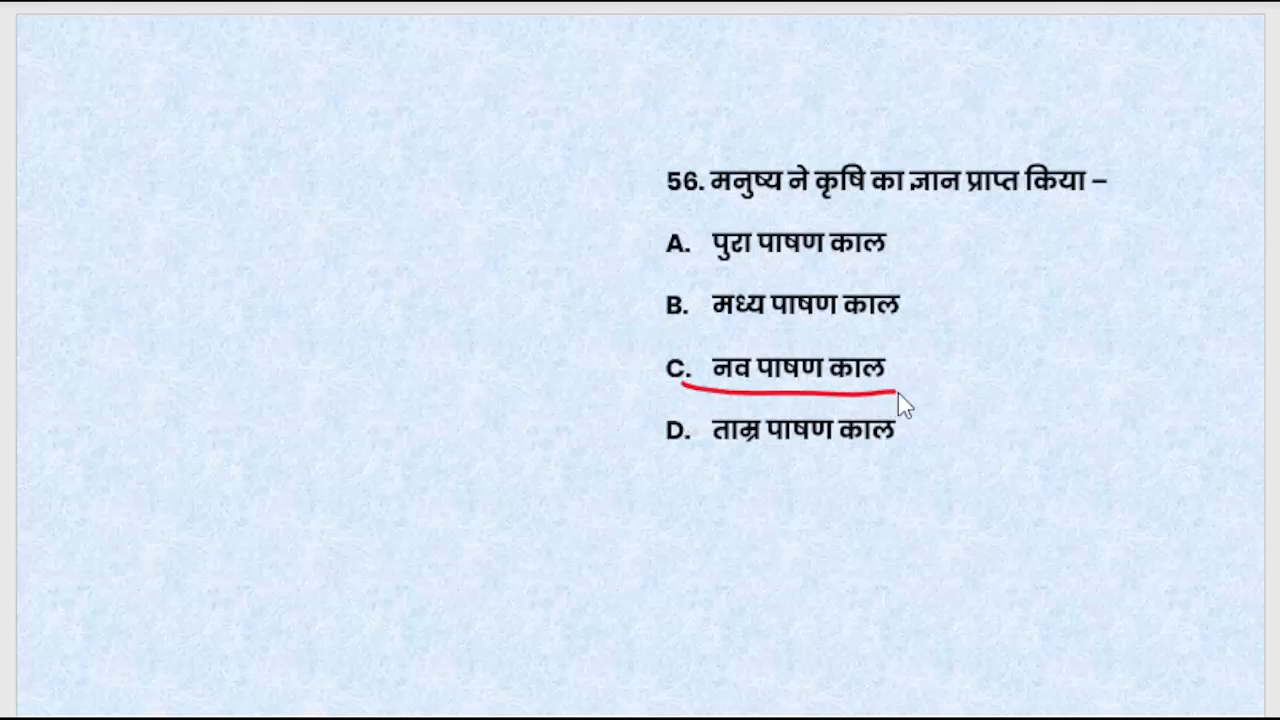 56. मनुष्य ने कृषि का ज्ञान प्राप्त किया –
A. पुरा पाषण काल
B. मध्य पाषण काल
C. नव पाषण काल
D. ताम्र पाषण काल